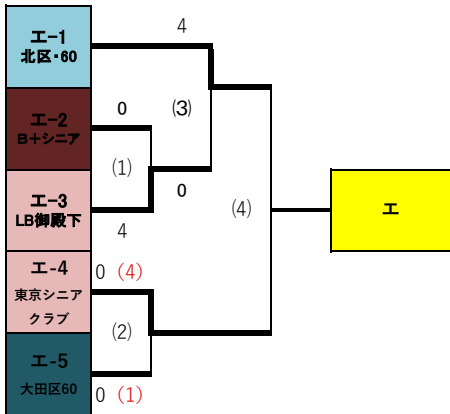 エ-1
北区・60
4
エ-2
B＋シニア
0
(3)
(1)
エ-3
LB御殿下
0
4
(4)
エ
エ-4
東京シニア
クラブ
0（4）
(2)
エ-5
大田区60
0（1）